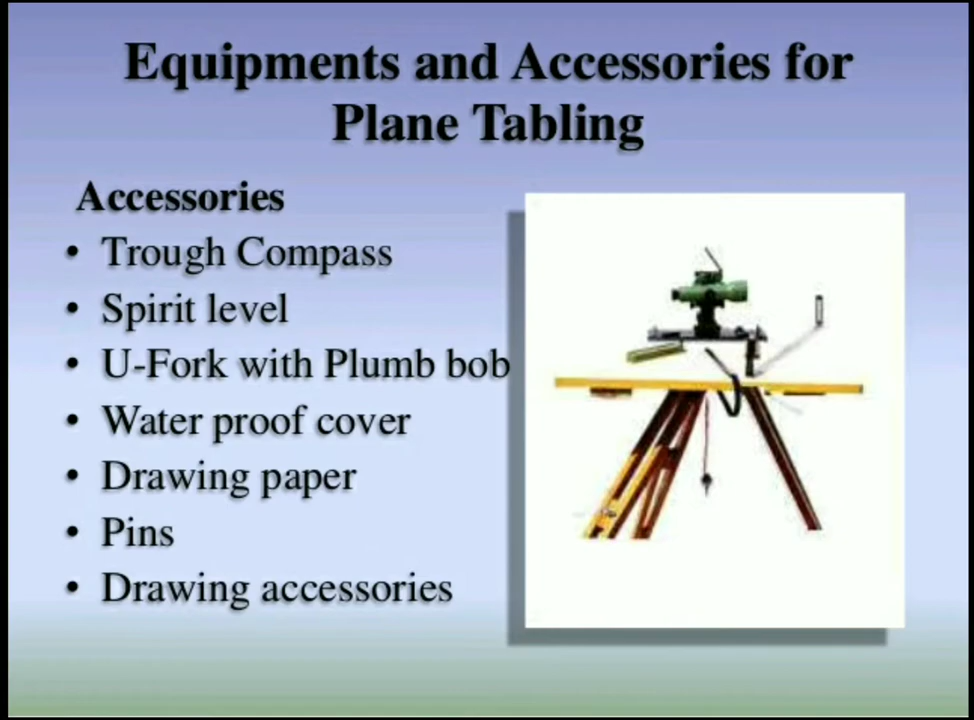 Equipments and Accessories for
Plane Tabling
Accessories
• Trough Compass
• Spirit level
• U-Fork with Plumb bob
• Water proof cover
• Drawing paper
• Pins
• Drawing accessories